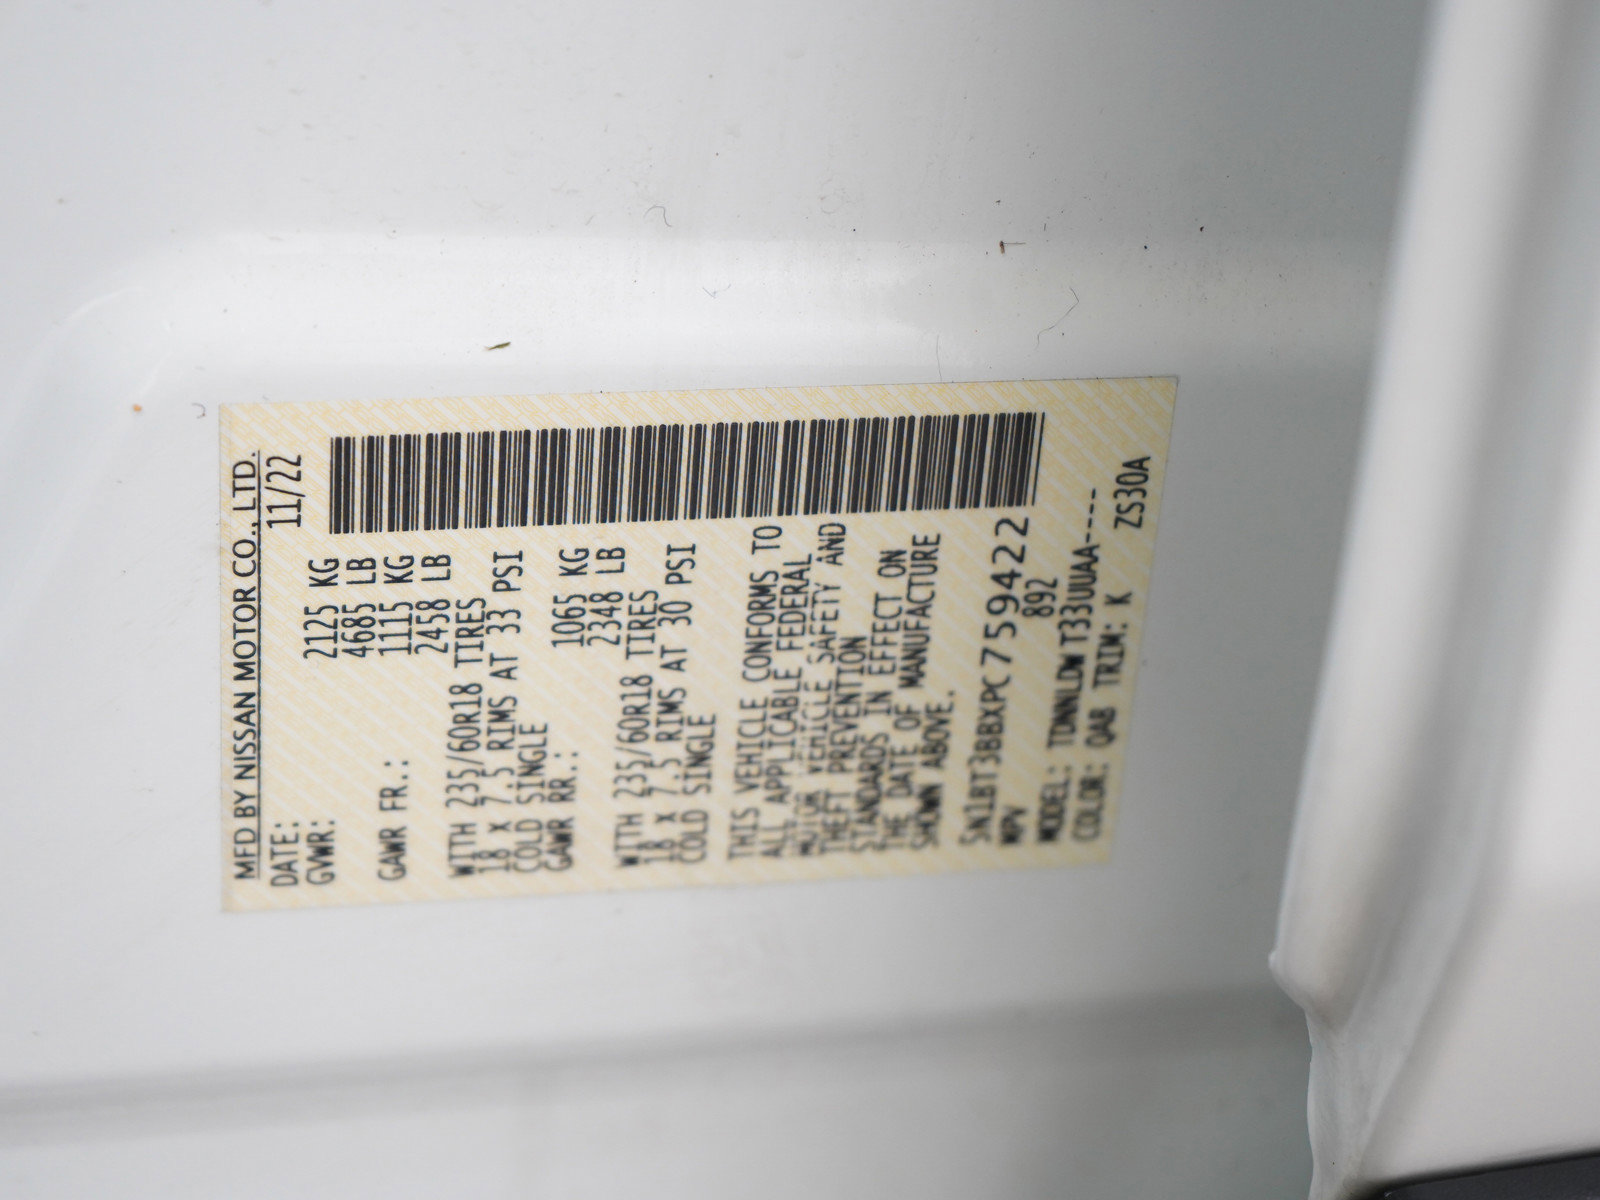 MFD BY NISSAN MOTOR CO., LTD.
DATE: 11/22
GVWR: 2125 KG
4685 LB
GAWR FR.: 1115 KG
2458 LB
WITH 235/60R18 TIRES
18 X 7.5 RIMS AT 33 PSI
COLD SINGLE
GAWR RR.: 1065 KG
2348 LB
WITH 235/60R18 TIRES
18 X 7.5 RIMS AT 30 PSI
COLD SINGLE
THIS VEHICLE CONFORMS TO
ALL APPLICABLE FEDERAL
MOTOR VEHICLE SAFETY AND
THEFT PREVENTION
STANDARDS IN EFFECT ON
THE DATE OF MANUFACTURE
SHOWN ABOVE.
5N1BT3BBXPC759422
MPV 892
MODEL: TDNNLDWT33UUAA----
COLOR: QAB TRIM: K ZS30A